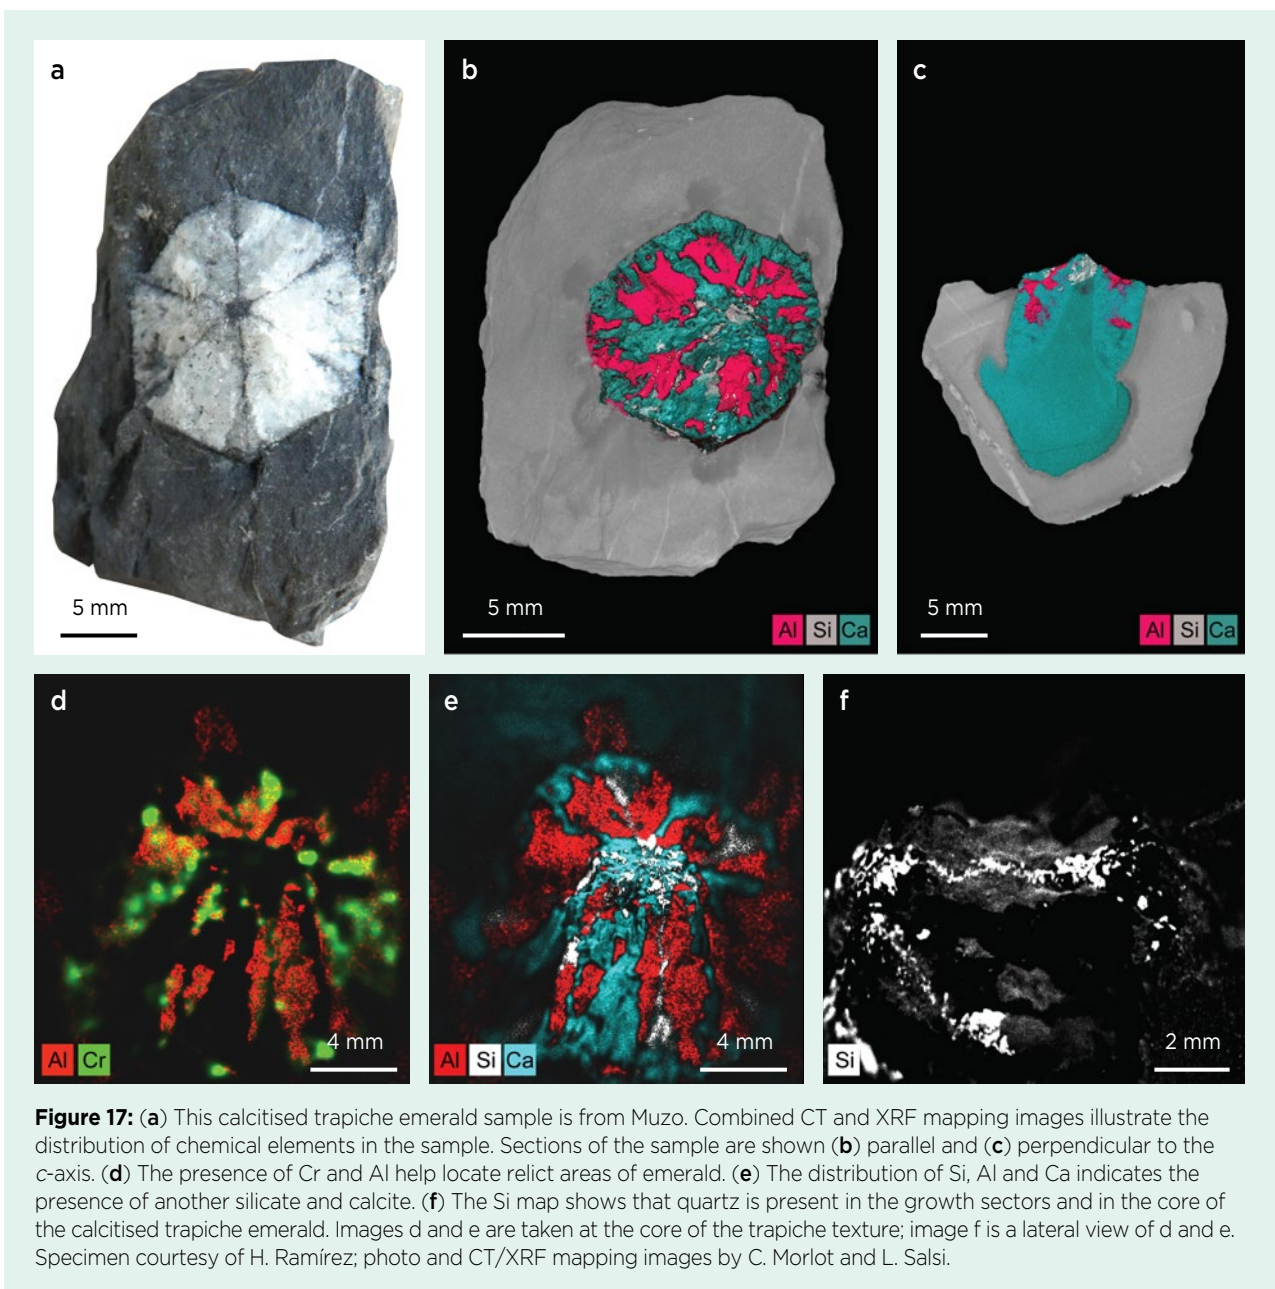 a
b
c
5 mm
5 mm
Al Si Ca
5 mm
Al Si Ca
d
e
f
Al Cr
4 mm
Al Si Ca
4 mm
Si
2 mm
Figure 17: (a) This calcitised trapiche emerald sample is from Muzo. Combined CT and XRF mapping images illustrate the
distribution of chemical elements in the sample. Sections of the sample are shown (b) parallel and (c) perpendicular to the
c-axis. (d) The presence of Cr and Al help locate relict areas of emerald. (e) The distribution of Si, Al and Ca indicates the
presence of another silicate and calcite. (f) The Si map shows that quartz is present in the growth sectors and in the core of
the calcitised trapiche emerald. Images d and e are taken at the core of the trapiche texture; image f is a lateral view of d and e.
Specimen courtesy of H. Ramírez; photo and CT/XRF mapping images by C. Morlot and L. Salsi.